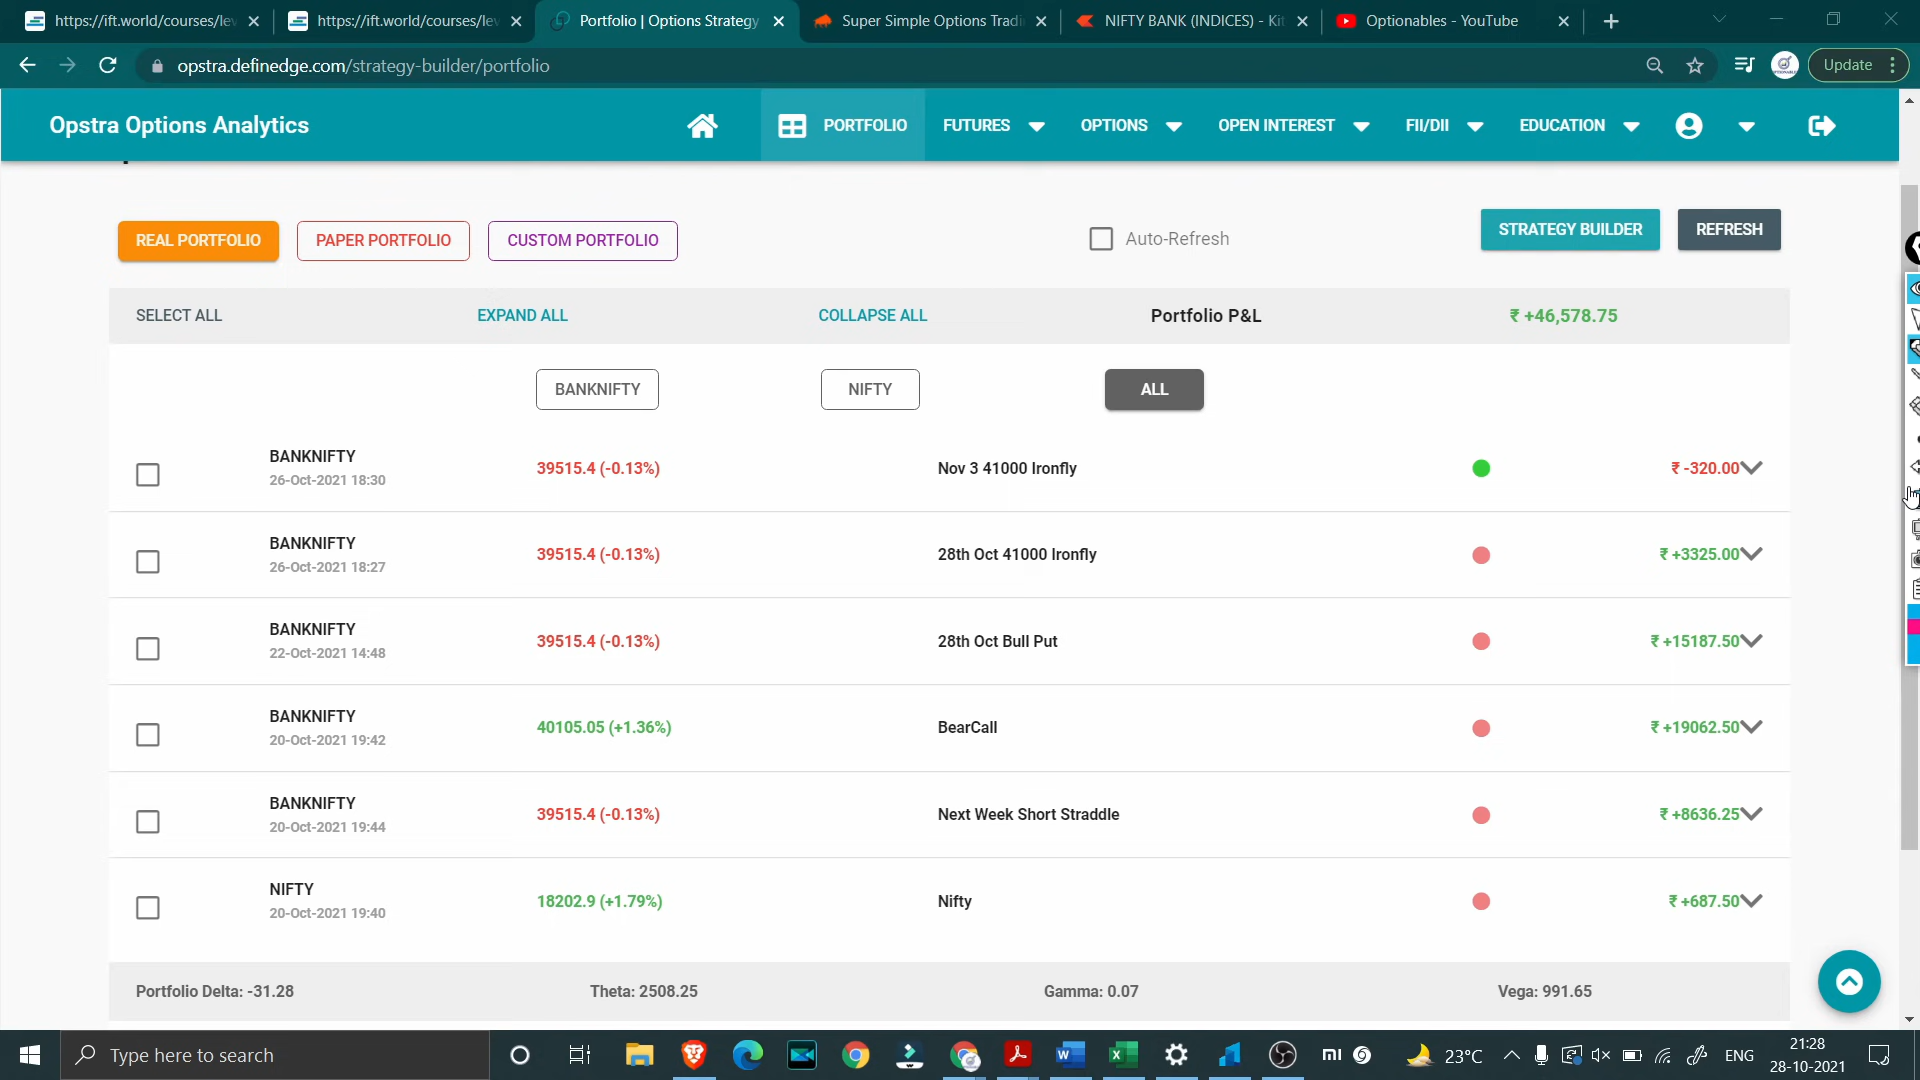 https://ift.world/courses/lev
https://ift.world/courses/lev
Portfolio | Options Strategy
Super Simple Options Tradi
NIFTY BANK (INDICES) - Kit
Optionables - YouTube
opstra.definedge.com/strategy-builder/portfolio
Update
Opstra Options Analytics
PORTFOLIO
FUTURES
OPTIONS
OPEN INTEREST
FII/DII
EDUCATION
REAL PORTFOLIO
PAPER PORTFOLIO
CUSTOM PORTFOLIO
Auto-Refresh
STRATEGY BUILDER
REFRESH
SELECT ALL
EXPAND ALL
COLLAPSE ALL
Portfolio P&L
₹ +46,578.75
BANKNIFTY
NIFTY
ALL
BANKNIFTY
26-Oct-2021 18:30
39515.4 (-0.13%)
Nov 3 41000 Ironfly
₹ -320.00
BANKNIFTY
26-Oct-2021 18:27
39515.4 (-0.13%)
28th Oct 41000 Ironfly
₹ +3325.00
BANKNIFTY
22-Oct-2021 14:48
39515.4 (-0.13%)
28th Oct Bull Put
₹ +15187.50
BANKNIFTY
20-Oct-2021 19:42
40105.05 (+1.36%)
BearCall
₹ +19062.50
BANKNIFTY
20-Oct-2021 19:44
39515.4 (-0.13%)
Next Week Short Straddle
₹ +8636.25
NIFTY
20-Oct-2021 19:40
18202.9 (+1.79%)
Nifty
₹ +687.50
Portfolio Delta: -31.28
Theta: 2508.25
Gamma: 0.07
Vega: 991.65
Type here to search
23°C
ENG
21:28
28-10-2021